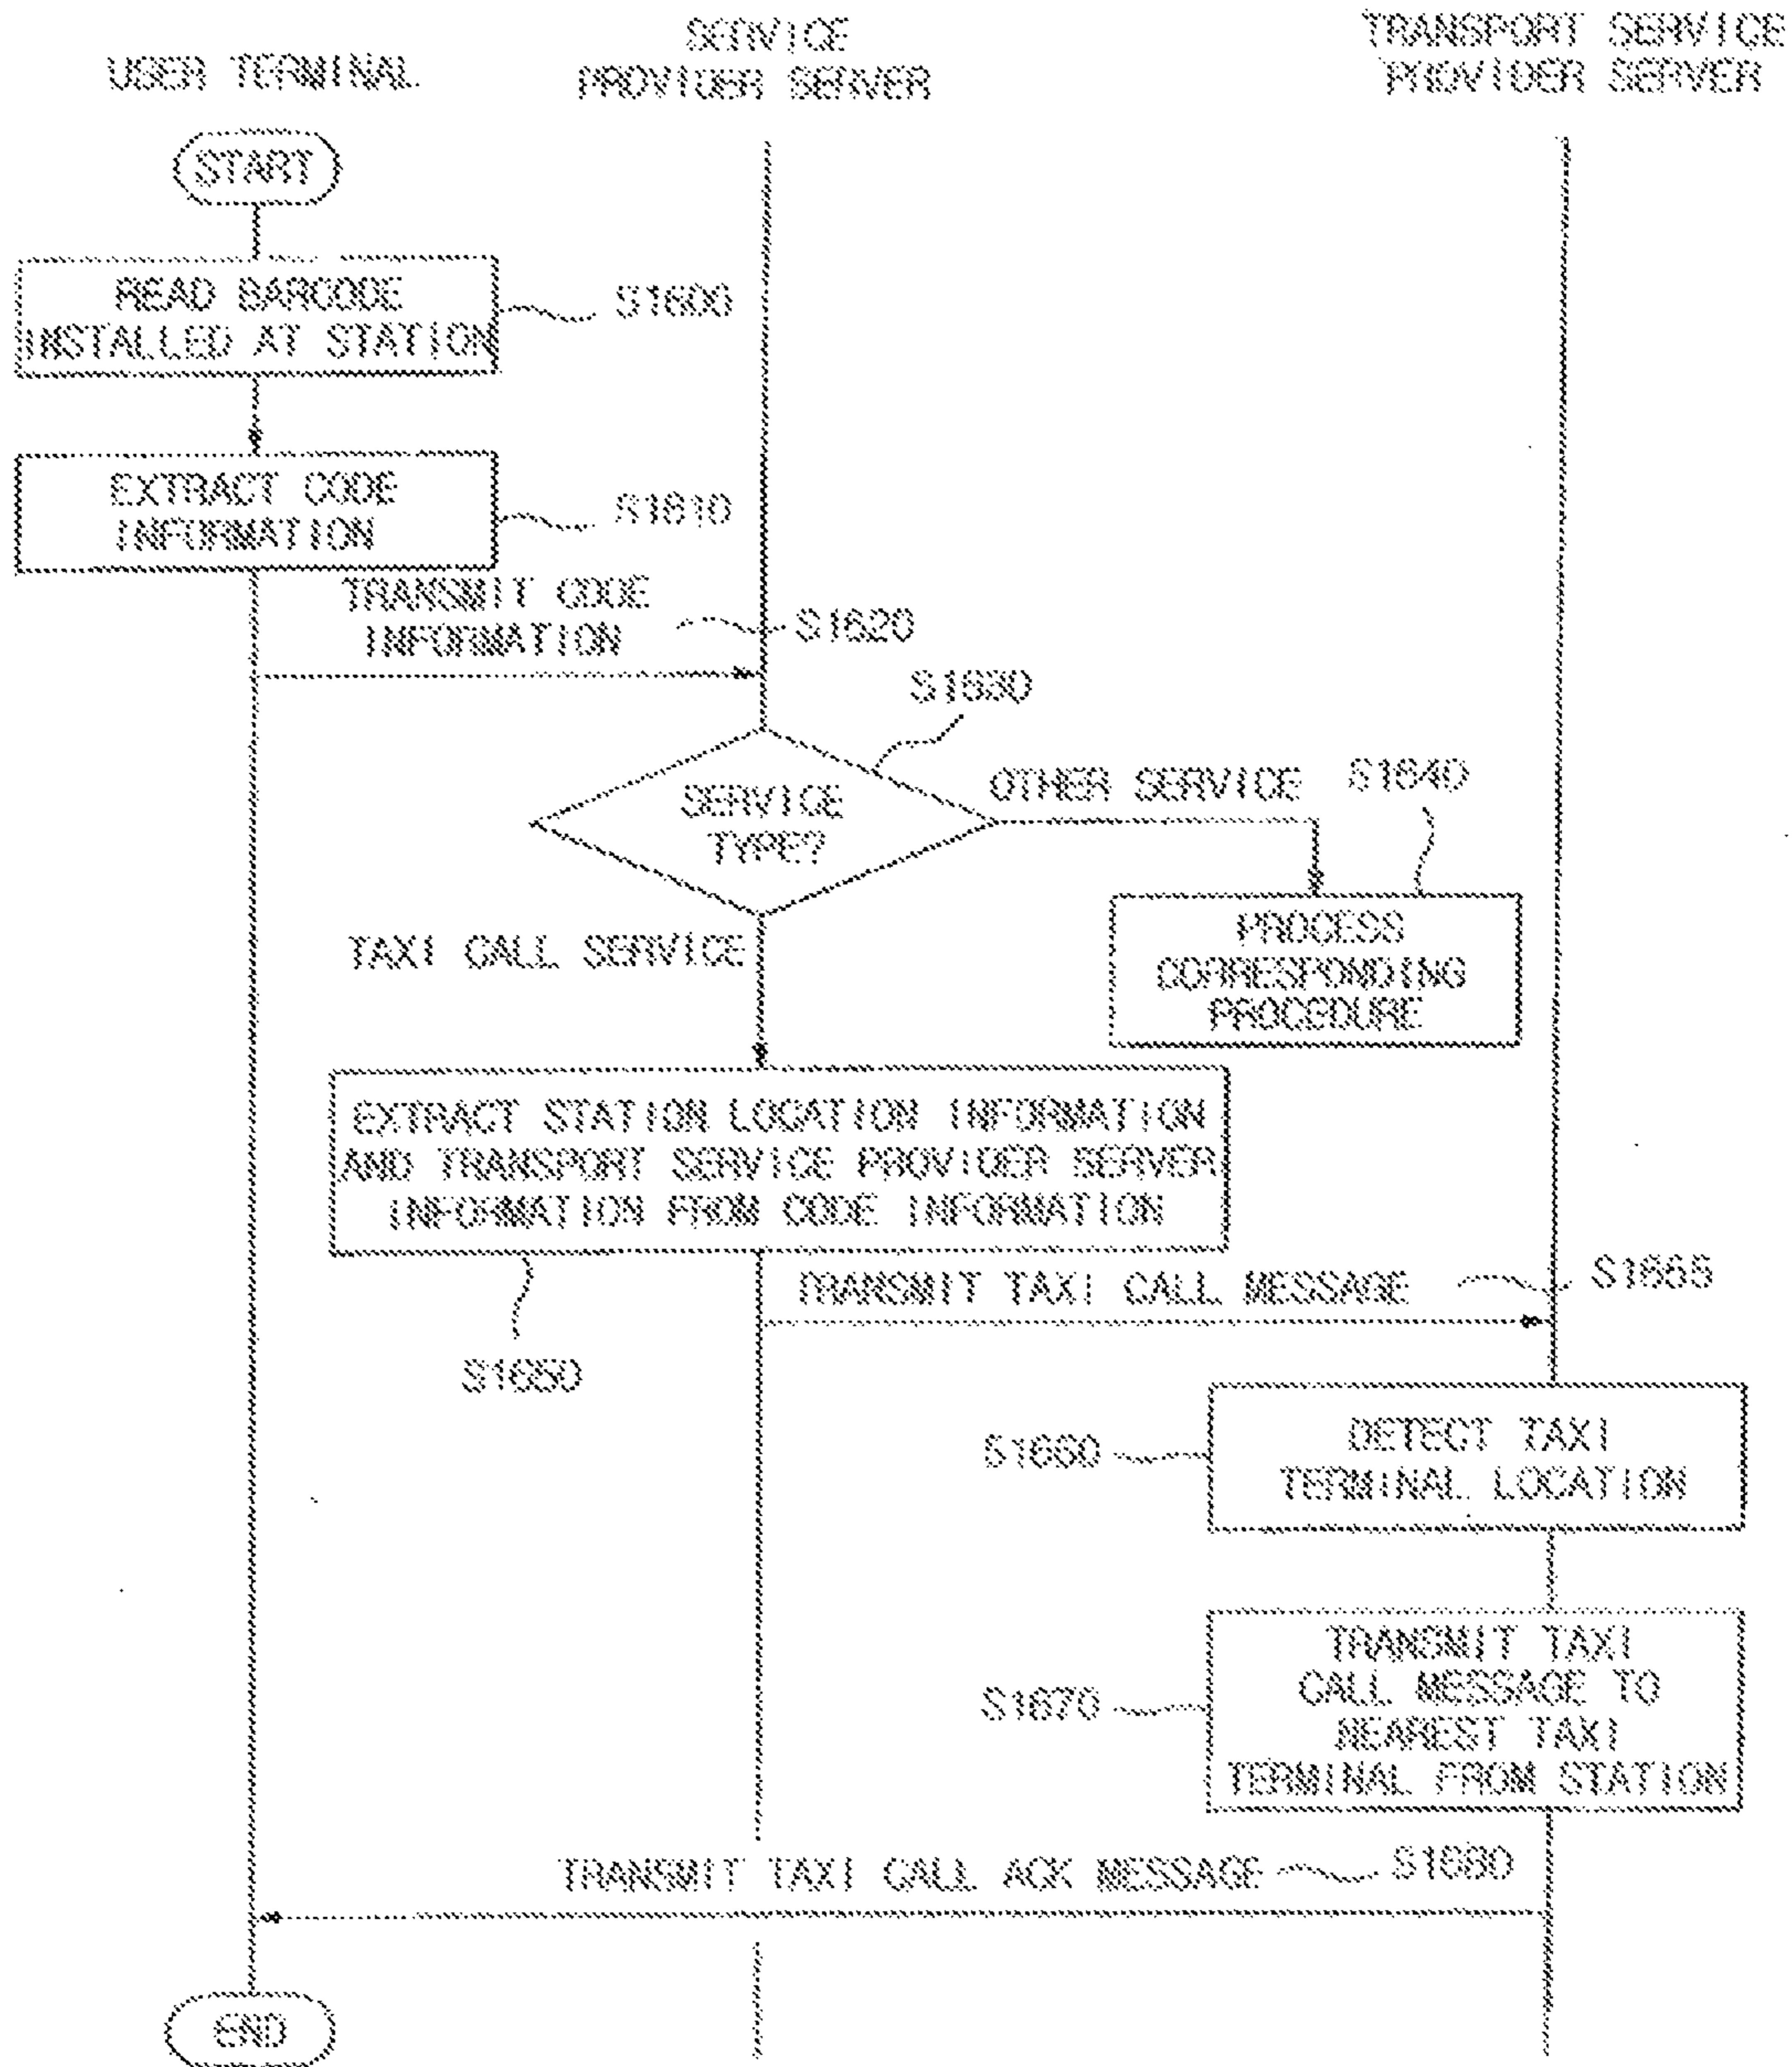 USER TERMINAL
SERVICE
PROVIDER SERVER
TRANSPORT SERVICE
PROVIDER SERVER
START
READ BARCODE
INSTALLED AT STATION
S1600
EXTRACT CODE
INFORMATION
S1610
TRANSMIT CODE
INFORMATION
S1620
S1630
SERVICE
TYPE?
OTHER SERVICE
S1640
PROCESS
CORRESPONDING
PROCEDURE
TAXI CALL SERVICE
EXTRACT STATION LOCATION INFORMATION
AND TRANSPORT SERVICE PROVIDER SERVER
INFORMATION FROM CODE INFORMATION
S1650
TRANSMIT TAXI CALL MESSAGE
S1655
DETECT TAXI
TERMINAL LOCATION
S1660
TRANSMIT TAXI
CALL MESSAGE TO
NEAREST TAXI
TERMINAL FROM STATION
S1670
TRANSMIT TAXI CALL ACK MESSAGE
S1680
END